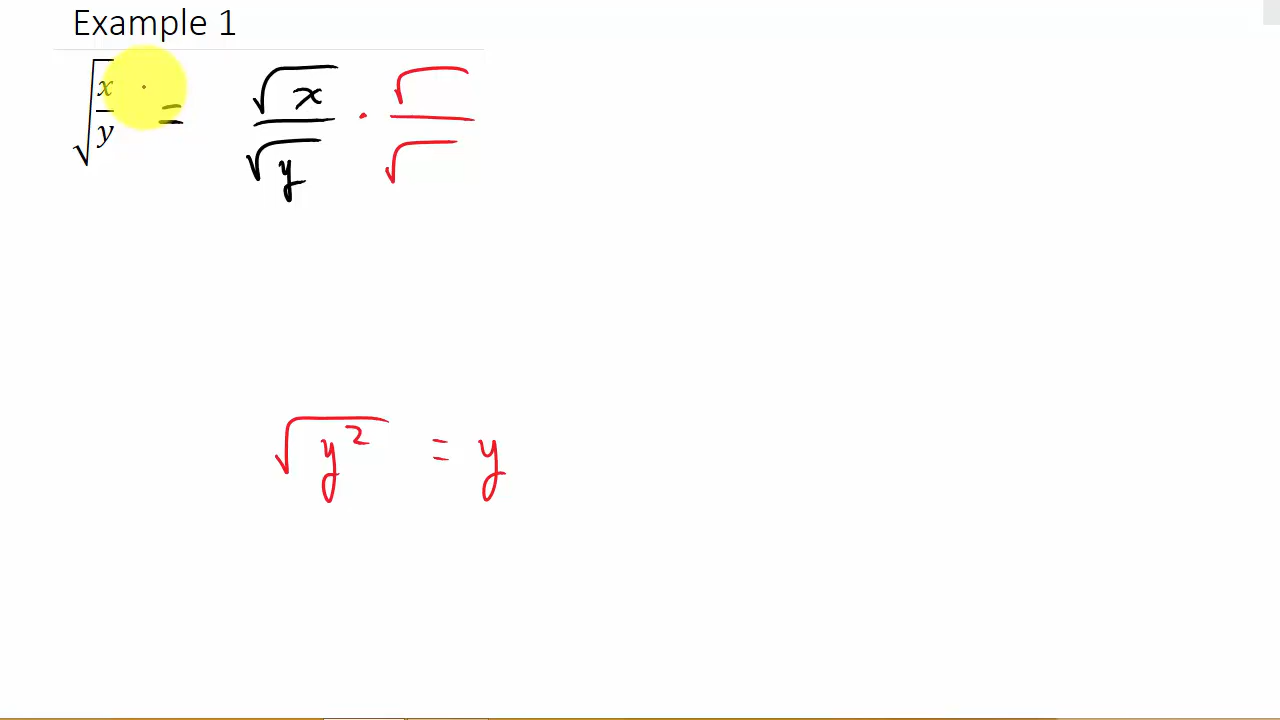 Example 1
√(x/y) = √x/√y · √ /√
√y² = y